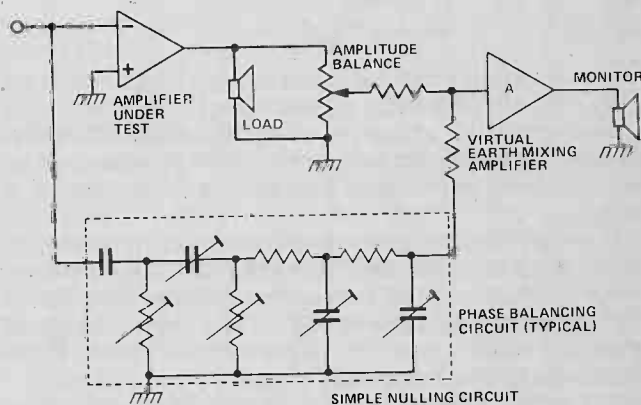 −
+
AMPLIFIER
UNDER
TEST
LOAD
AMPLITUDE
BALANCE
A
MONITOR
VIRTUAL
EARTH MIXING
AMPLIFIER
PHASE BALANCING
CIRCUIT (TYPICAL)
SIMPLE NULLING CIRCUIT